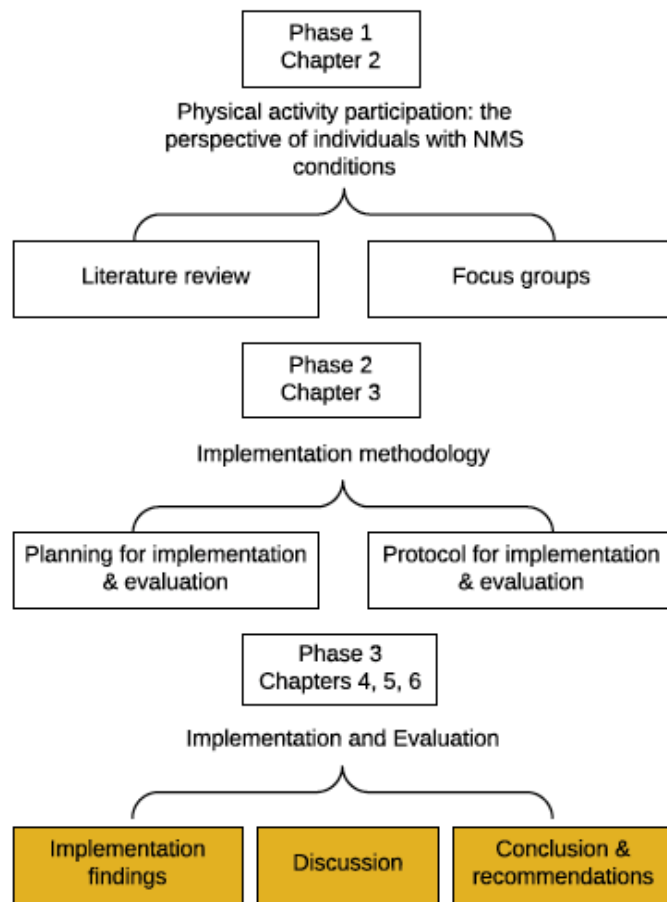 Phase 1
Chapter 2
Physical activity participation: the
perspective of individuals with NMS
conditions
Literature review
Focus groups
Phase 2
Chapter 3
Implementation methodology
Planning for implementation
& evaluation
Protocol for implementation
& evaluation
Phase 3
Chapters 4, 5, 6
Implementation and Evaluation
Implementation
findings
Discussion
Conclusion &
recommendations